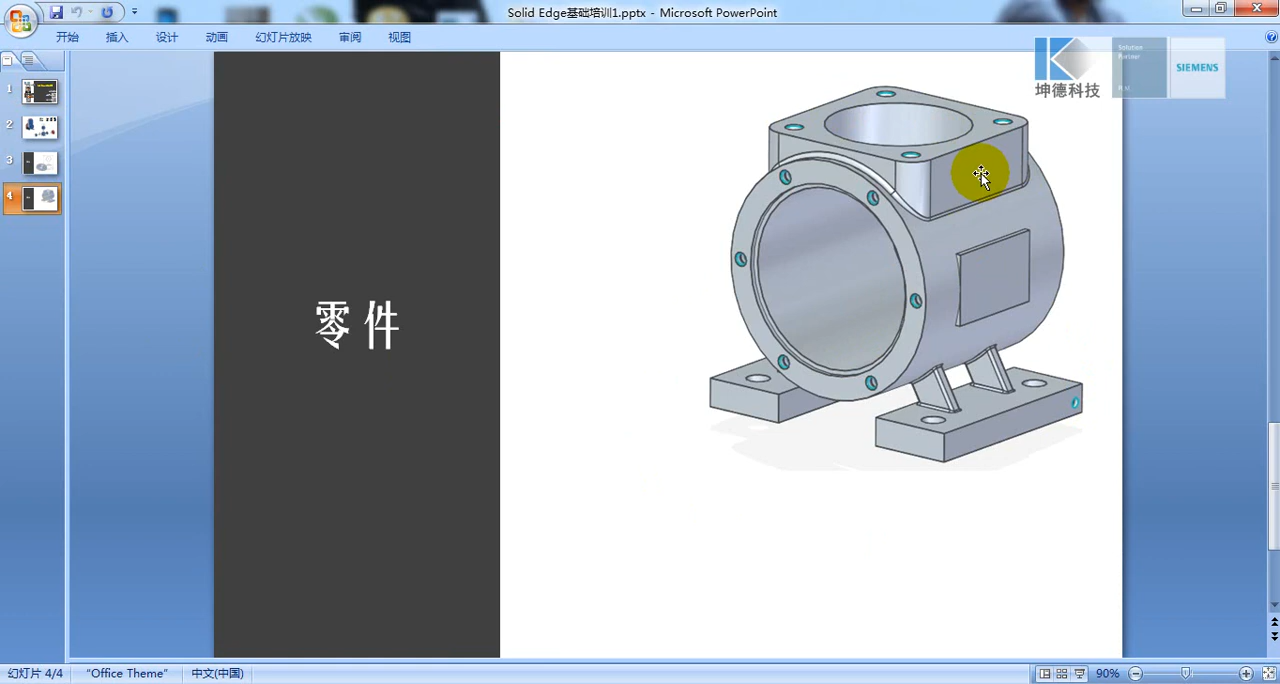 Solid Edge基础培训1.pptx - Microsoft PowerPoint
开始 插入 设计 动画 幻灯片放映 审阅 视图
坤德科技
Solution
Partner
SIEMENS
1
2
3
4
零 件
幻灯片 4/4 “Office Theme” 中文(中国) 90%